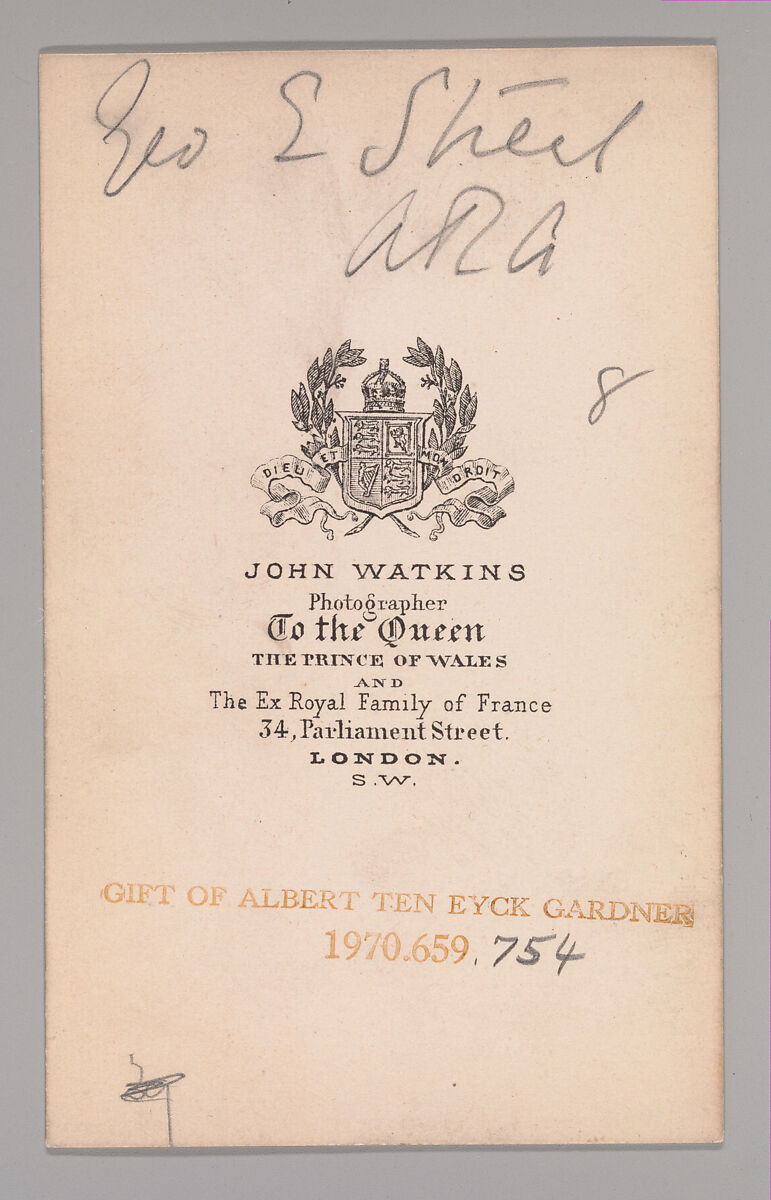 Geo E Street
ARA
8
DIEU ET MON DROIT
JOHN WATKINS
Photographer
To the Queen
THE PRINCE OF WALES
AND
The Ex Royal Family of France
34, Parliament Street.
LONDON.
S.W.
GIFT OF ALBERT TEN EYCK GARDNER
1970.659.754